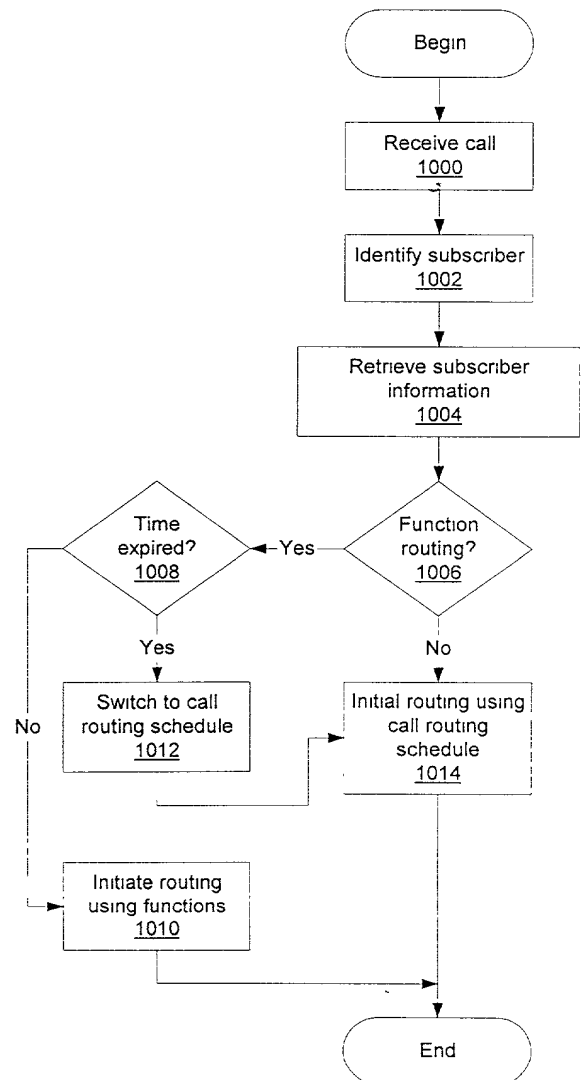 Begin
Receive call
1000
Identify subscriber
1002
Retrieve subscriber
information
1004
Time
expired?
1008
Yes
Function
routing?
1006
Yes
No
Switch to call
routing schedule
1012
Initial routing using
call routing
schedule
1014
No
Initiate routing
using functions
1010
End